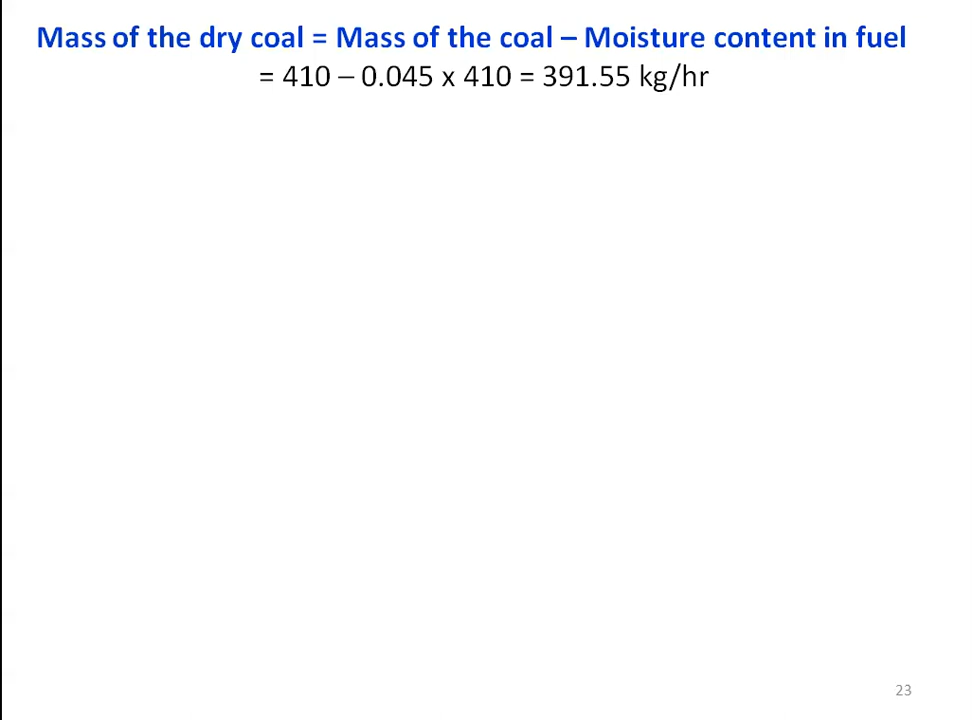 Mass of the dry coal = Mass of the coal – Moisture content in fuel
= 410 – 0.045 x 410 = 391.55 kg/hr
23